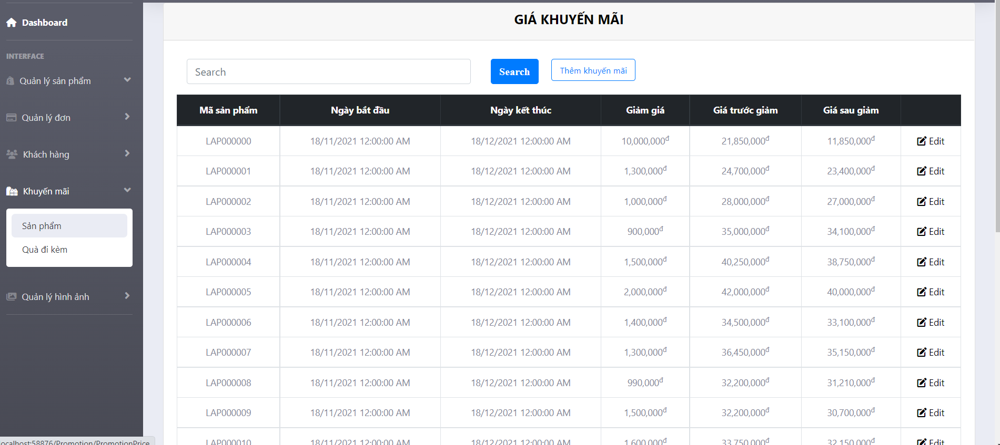 Dashboard
INTERFACE
Quản lý sản phẩm
Quản lý đơn
Khách hàng
Khuyến mãi
Sản phẩm
Quà đi kèm
Quản lý hình ảnh
localhost:58876/Promotion/PromotionPrice
GIÁ KHUYẾN MÃI
Search Search Thêm khuyến mãi
Mã sản phẩm Ngày bắt đầu Ngày kết thúc Giảm giá Giá trước giảm Giá sau giảm
LAP000000 18/11/2021 12:00:00 AM 18/12/2021 12:00:00 AM 10,000,000đ 21,850,000đ 11,850,000đ Edit
LAP000001 18/11/2021 12:00:00 AM 18/12/2021 12:00:00 AM 1,300,000đ 24,700,000đ 23,400,000đ Edit
LAP000002 18/11/2021 12:00:00 AM 18/12/2021 12:00:00 AM 1,000,000đ 28,000,000đ 27,000,000đ Edit
LAP000003 18/11/2021 12:00:00 AM 18/12/2021 12:00:00 AM 900,000đ 35,000,000đ 34,100,000đ Edit
LAP000004 18/11/2021 12:00:00 AM 18/12/2021 12:00:00 AM 1,500,000đ 40,250,000đ 38,750,000đ Edit
LAP000005 18/11/2021 12:00:00 AM 18/12/2021 12:00:00 AM 2,000,000đ 42,000,000đ 40,000,000đ Edit
LAP000006 18/11/2021 12:00:00 AM 18/12/2021 12:00:00 AM 1,400,000đ 34,500,000đ 33,100,000đ Edit
LAP000007 18/11/2021 12:00:00 AM 18/12/2021 12:00:00 AM 1,300,000đ 36,450,000đ 35,150,000đ Edit
LAP000008 18/11/2021 12:00:00 AM 18/12/2021 12:00:00 AM 990,000đ 32,200,000đ 31,210,000đ Edit
LAP000009 18/11/2021 12:00:00 AM 18/12/2021 12:00:00 AM 1,500,000đ 32,200,000đ 30,700,000đ Edit
LAP000010 18/11/2021 12:00:00 AM 18/12/2021 12:00:00 AM 1,600,000đ 33,750,000đ 32,150,000đ Edit